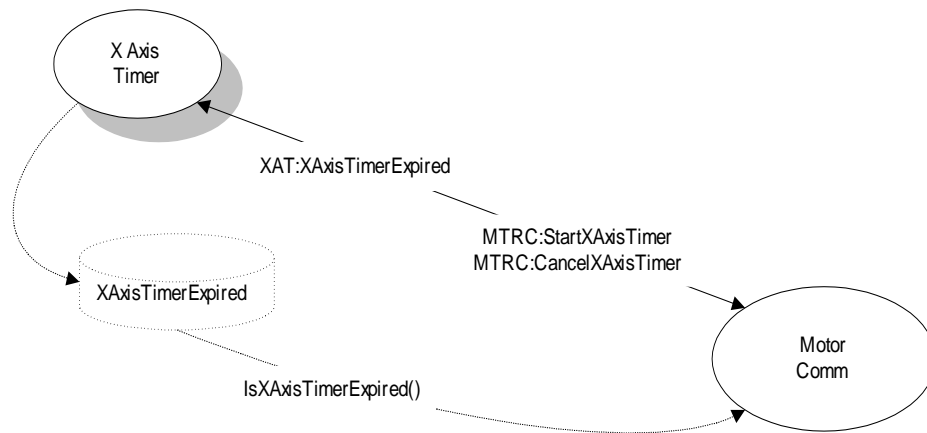 X Axis
Timer
XAT:XAxisTimerExpired
MTRC:StartXAxisTimer
MTRC:CancelXAxisTimer
XAxisTimerExpired
Motor
Comm
IsXAxisTimerExpired()